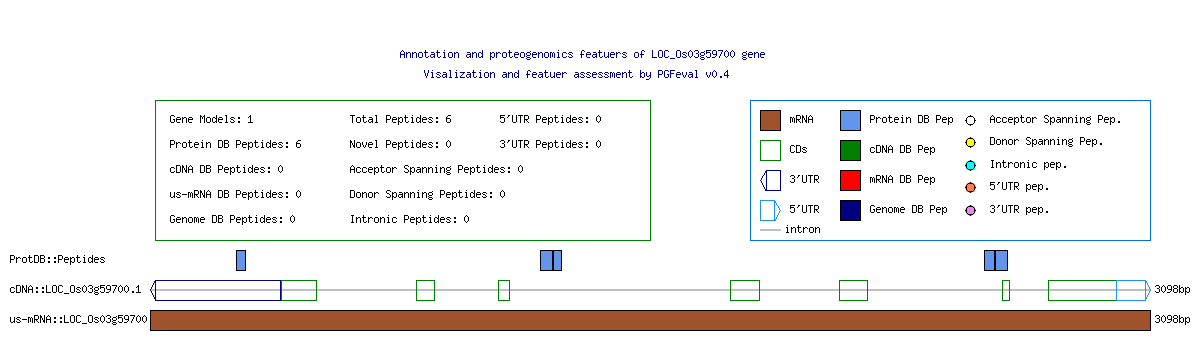 Annotation and proteogenomics featuers of LOC_Os03g59700 gene
Visalization and featuer assessment by PGFeval v0.4
Gene Models: 1 Total Peptides: 6 5'UTR Peptides: 0
Protein DB Peptides: 6 Novel Peptides: 0 3'UTR Peptides: 0
cDNA DB Peptides: 0 Acceptor Spanning Peptides: 0
us-mRNA DB Peptides: 0 Donor Spanning Peptides: 0
Genome DB Peptides: 0 Intronic Peptides: 0
mRNA Protein DB Pep Acceptor Spanning Pep.
CDs cDNA DB Pep Donor Spanning Pep.
3'UTR mRNA DB Pep Intronic pep.
5'UTR Genome DB Pep 5'UTR pep.
intron 3'UTR pep.
ProtDB::Peptides
cDNA::LOC_Os03g59700.1 3098bp
us-mRNA::LOC_Os03g59700 3098bp